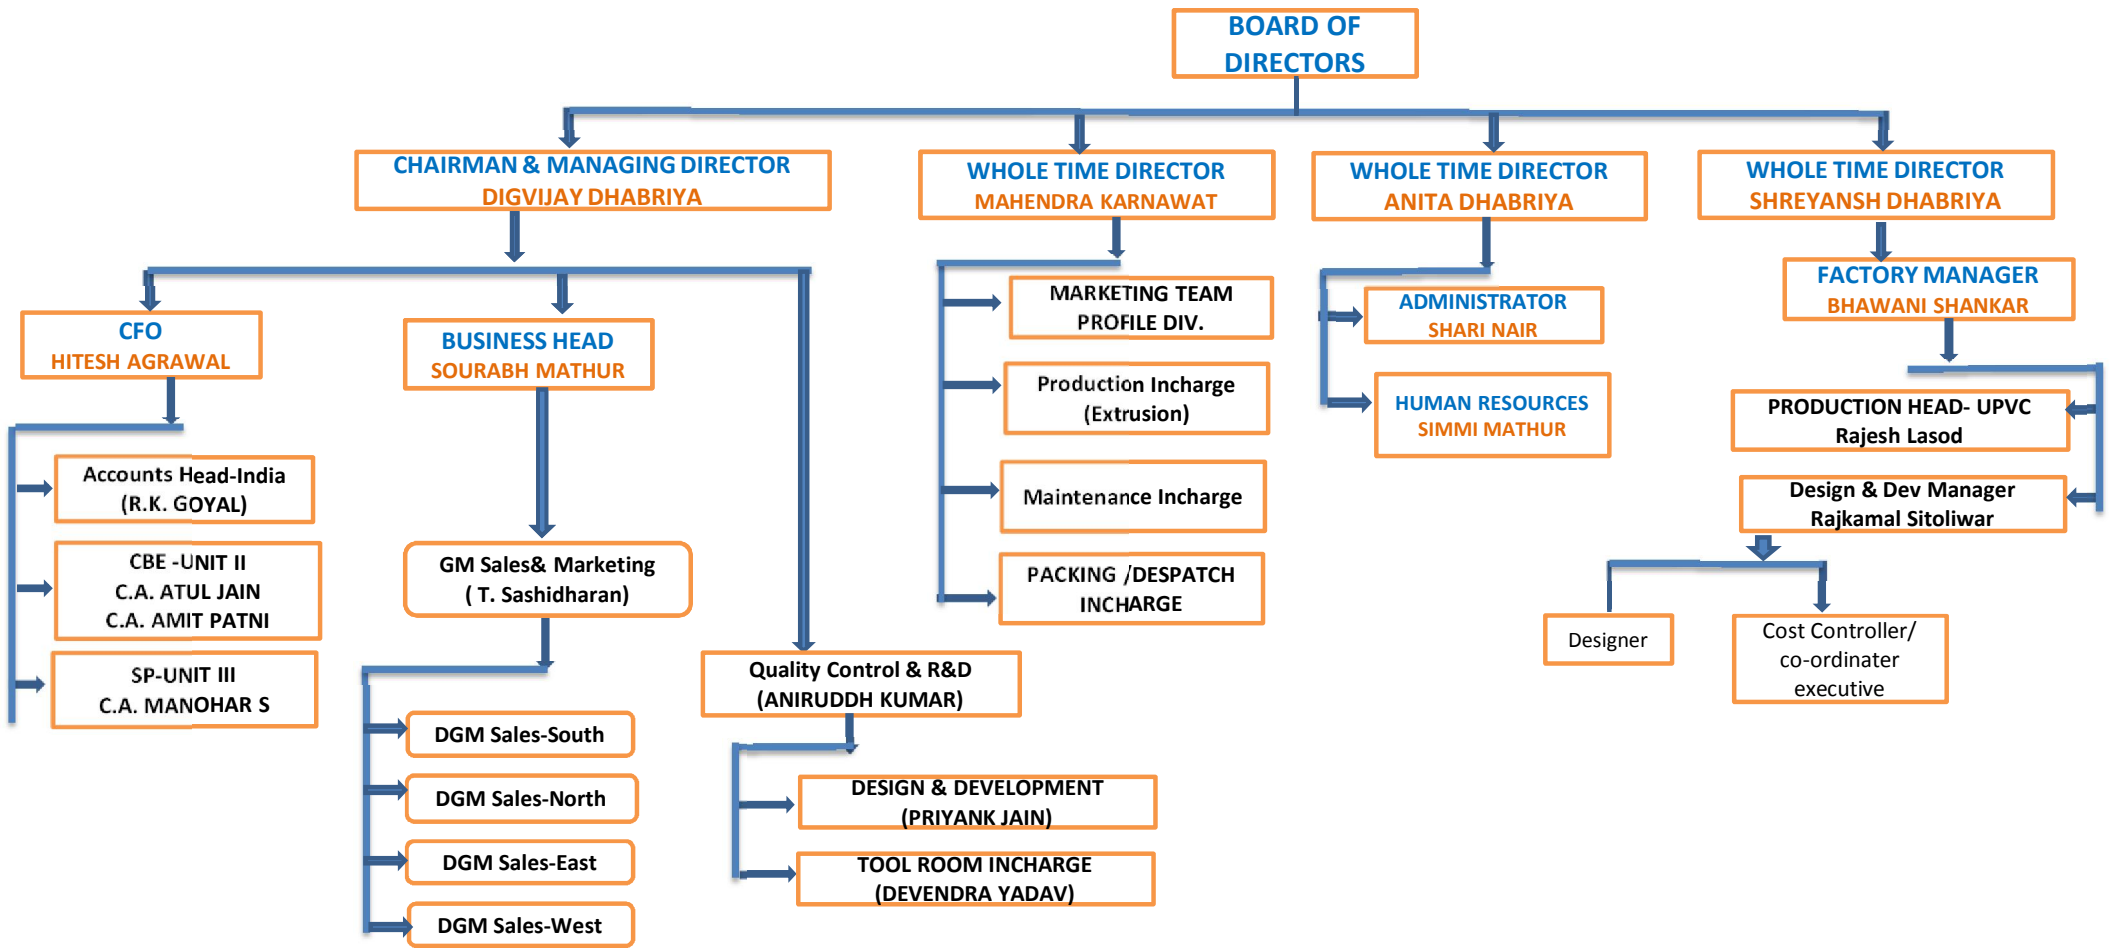 BOARD OF
DIRECTORS
CHAIRMAN & MANAGING DIRECTOR
DIGVIJAY DHABRIYA
WHOLE TIME DIRECTOR
MAHENDRA KARNAWAT
WHOLE TIME DIRECTOR
ANITA DHABRIYA
WHOLE TIME DIRECTOR
SHREYANSH DHABRIYA
CFO
HITESH AGRAWAL
Accounts Head-India
(R.K. GOYAL)
CBE -UNIT II
C.A. ATUL JAIN
C.A. AMIT PATNI
SP-UNIT III
C.A. MANOHAR S
BUSINESS HEAD
SOURABH MATHUR
GM Sales& Marketing
( T. Sashidharan)
DGM Sales-South
DGM Sales-North
DGM Sales-East
DGM Sales-West
Quality Control & R&D
(ANIRUDDH KUMAR)
DESIGN & DEVELOPMENT
(PRIYANK JAIN)
TOOL ROOM INCHARGE
(DEVENDRA YADAV)
MARKETING TEAM
PROFILE DIV.
Production Incharge
(Extrusion)
Maintenance Incharge
PACKING /DESPATCH
INCHARGE
ADMINISTRATOR
SHARI NAIR
HUMAN RESOURCES
SIMMI MATHUR
FACTORY MANAGER
BHAWANI SHANKAR
PRODUCTION HEAD- UPVC
Rajesh Lasod
Design & Dev Manager
Rajkamal Sitoliwar
Designer
Cost Controller/
co-ordinater
executive